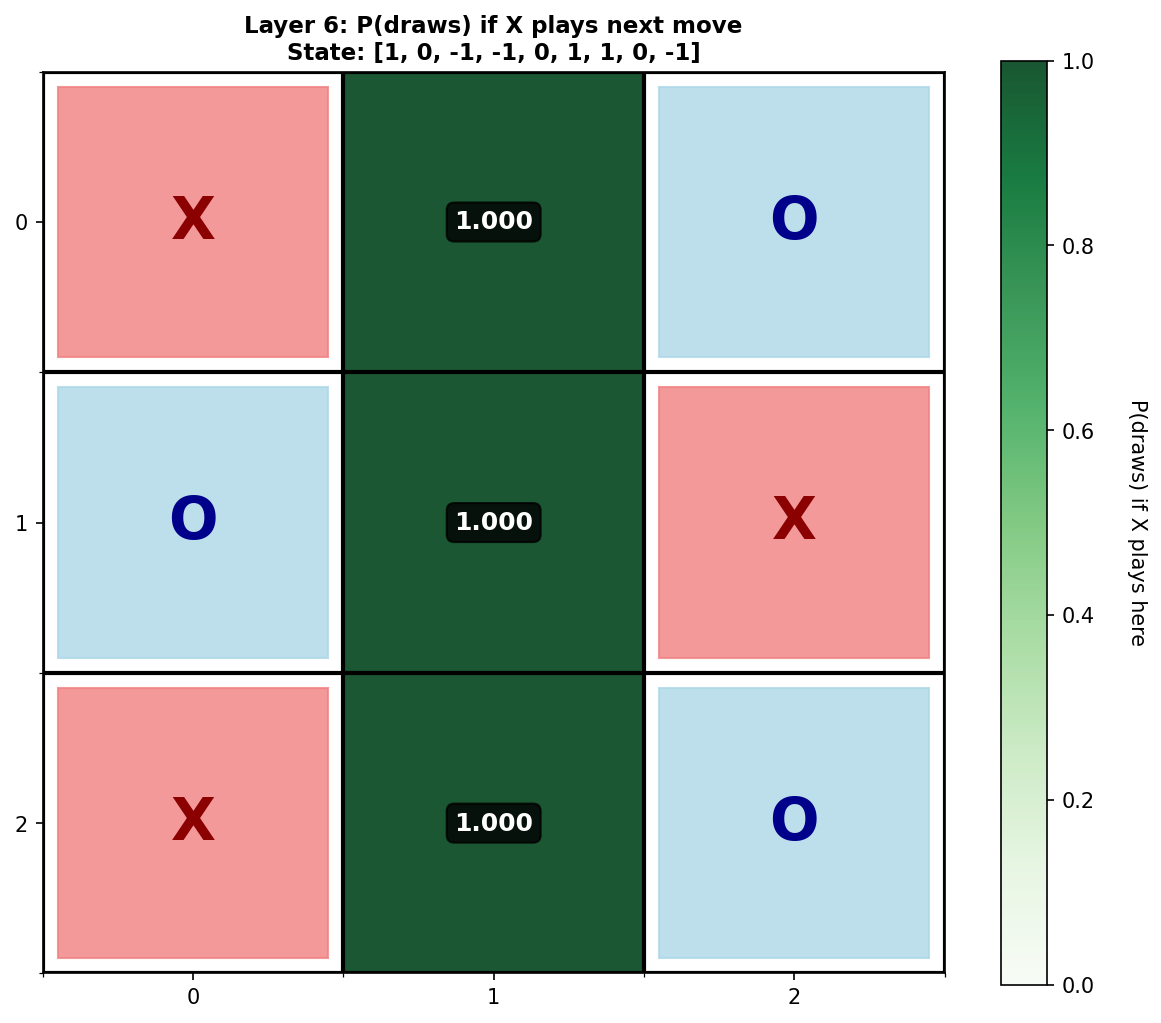 Layer 6: P(draws) if X plays next move
State: [1, 0, -1, -1, 0, 1, 1, 0, -1]
X
1.000
O
O
1.000
X
X
1.000
O
0
1
2
0
1
2
1.0
0.8
0.6
0.4
0.2
0.0
P(draws) if X plays here